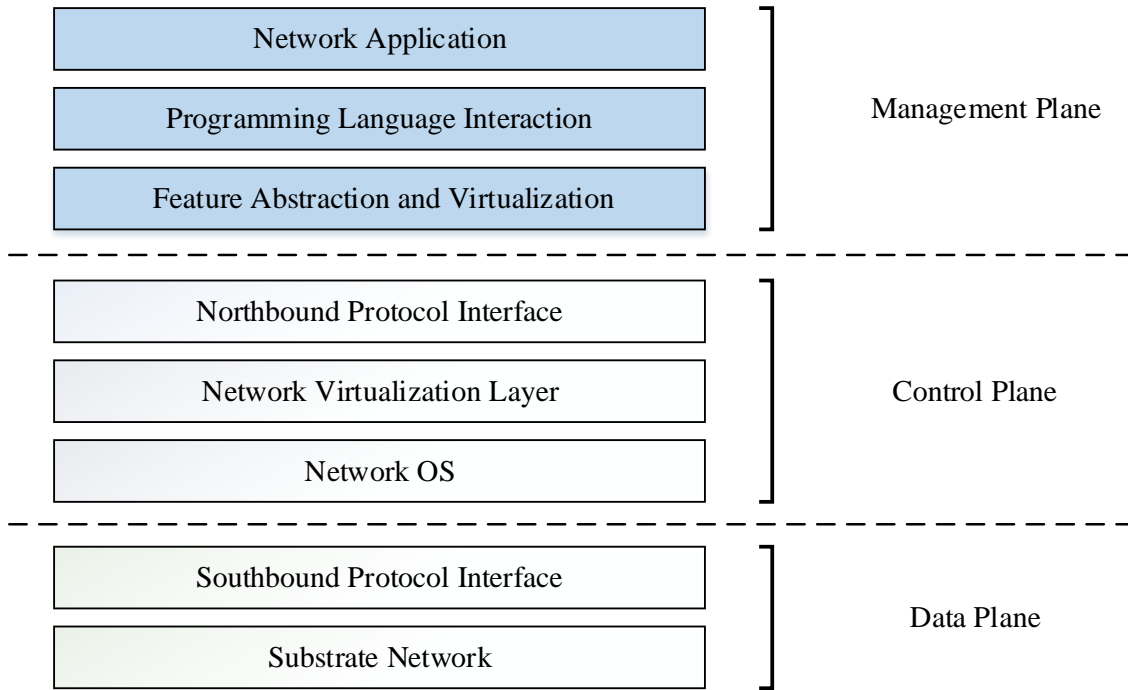 Network Application
Programming Language Interaction
Feature Abstraction and Virtualization
Management Plane
Northbound Protocol Interface
Network Virtualization Layer
Network OS
Control Plane
Southbound Protocol Interface
Substrate Network
Data Plane